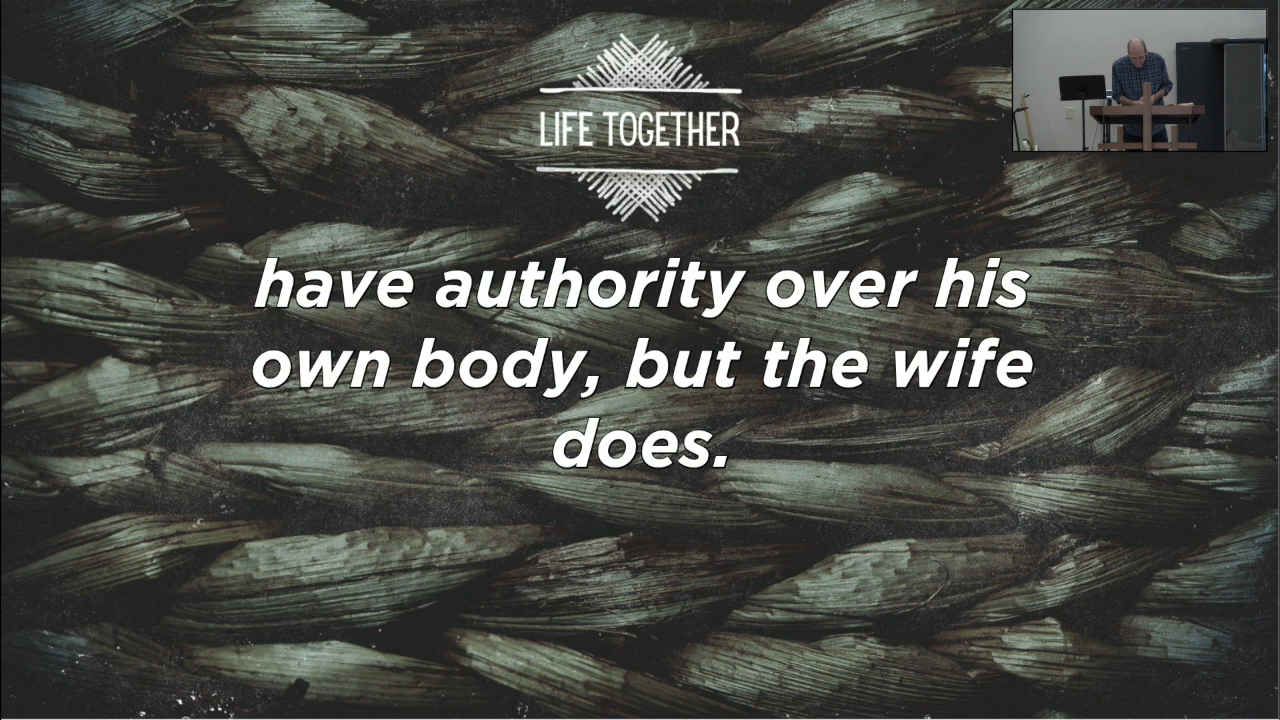 LIFE TOGETHER
have authority over his
own body, but the wife
does.